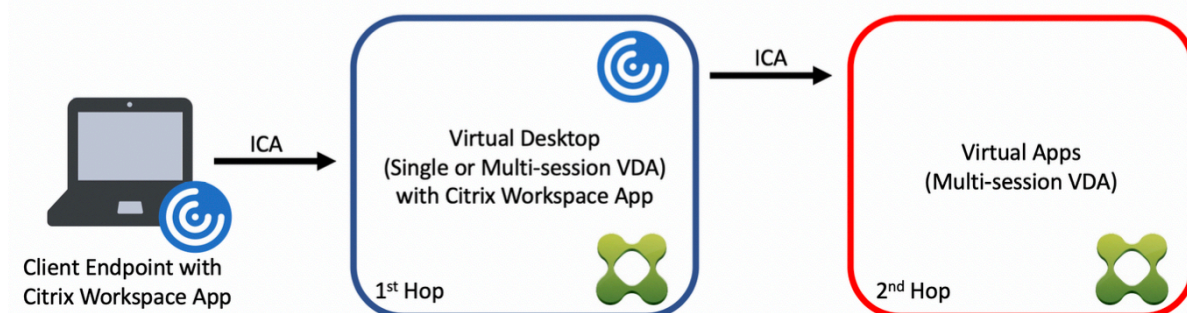 ICA
ICA
Virtual Desktop
(Single or Multi-session VDA)
with Citrix Workspace App
Virtual Apps
(Multi-session VDA)
Client Endpoint with
Citrix Workspace App
1st Hop
2nd Hop